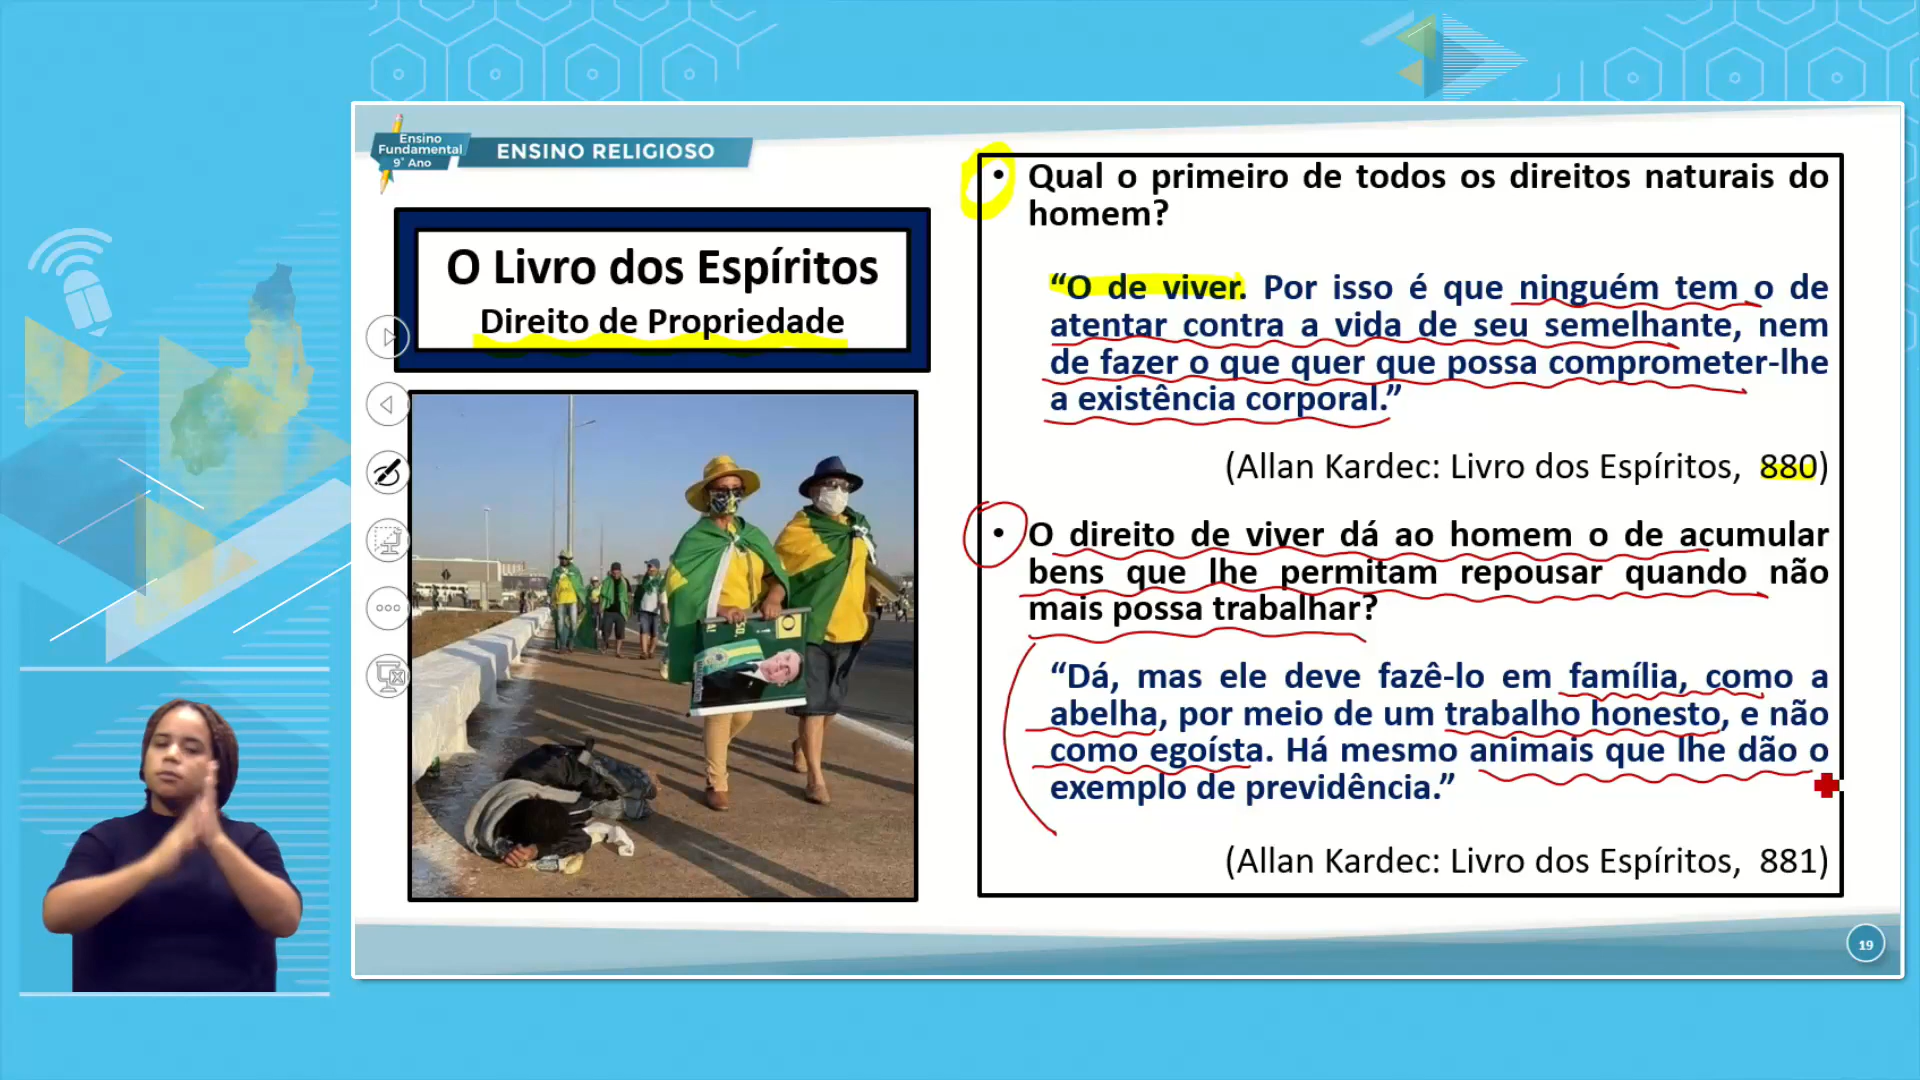 Ensino
Fundamental
9° Ano
ENSINO RELIGIOSO
O Livro dos Espíritos
Direito de Propriedade
• Qual o primeiro de todos os direitos naturais do
homem?
“O de viver. Por isso é que ninguém tem o de
atentar contra a vida de seu semelhante, nem
de fazer o que quer que possa comprometer-lhe
a existência corporal.”
(Allan Kardec: Livro dos Espíritos, 880)
• O direito de viver dá ao homem o de acumular
bens que lhe permitam repousar quando não
mais possa trabalhar?
“Dá, mas ele deve fazê-lo em família, como a
abelha, por meio de um trabalho honesto, e não
como egoísta. Há mesmo animais que lhe dão o
exemplo de previdência.”
(Allan Kardec: Livro dos Espíritos, 881)
19